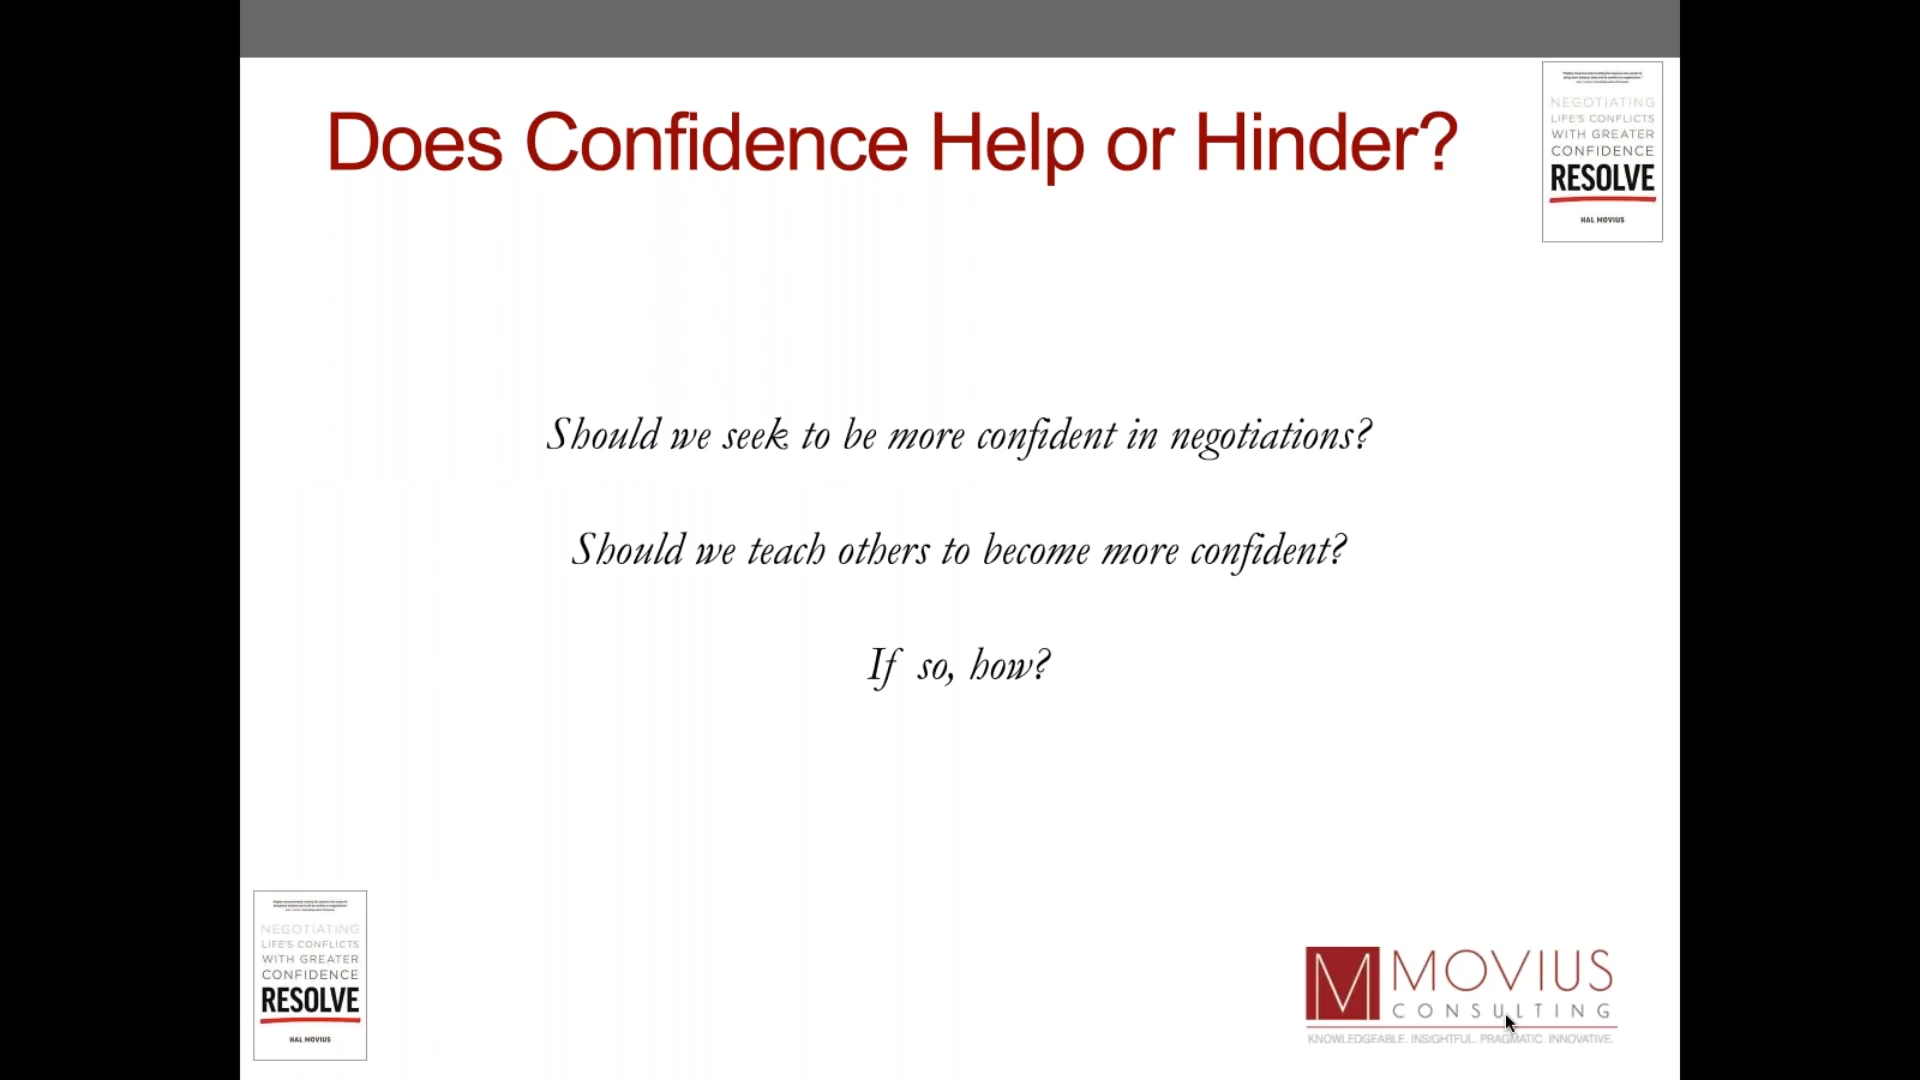 Does Confidence Help or Hinder?
NEGOTIATING
LIFE'S CONFLICTS
WITH GREATER
CONFIDENCE
RESOLVE
HAL MOVIUS
Should we seek to be more confident in negotiations?
Should we teach others to become more confident?
If so, how?
NEGOTIATING
LIFE'S CONFLICTS
WITH GREATER
CONFIDENCE
RESOLVE
HAL MOVIUS
M MOVIUS
CONSULTING
KNOWLEDGEABLE. INSIGHTFUL. PRAGMATIC. INNOVATIVE.